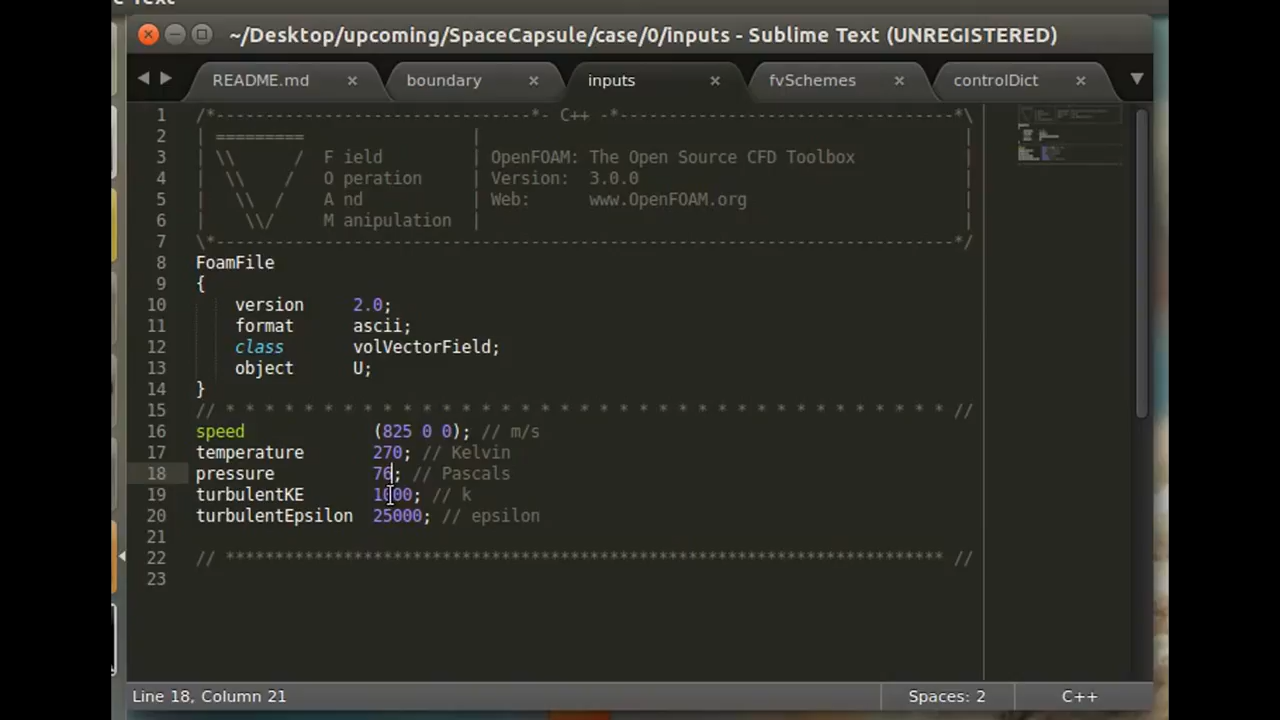 e Text
~/Desktop/upcoming/SpaceCapsule/case/0/inputs - Sublime Text (UNREGISTERED)
README.md × boundary × inputs × fvSchemes × controlDict ×
1 /*--------------------------------*- C++ -*----------------------------------*\
2 | ========= | |
3 | \\ / F ield | OpenFOAM: The Open Source CFD Toolbox |
4 | \\ / O peration | Version: 3.0.0 |
5 | \\ / A nd | Web: www.OpenFOAM.org |
6 | \\/ M anipulation | |
7 \*---------------------------------------------------------------------------*/
8 FoamFile
9 {
10 version 2.0;
11 format ascii;
12 class volVectorField;
13 object U;
14 }
15 // * * * * * * * * * * * * * * * * * * * * * * * * * * * * * * * * * * * * * //
16 speed (825 0 0); // m/s
17 temperature 270; // Kelvin
18 pressure 76; // Pascals
19 turbulentKE 1000; // k
20 turbulentEpsilon 25000; // epsilon
21
22 // ************************************************************************* //
23
Line 18, Column 21 Spaces: 2 C++